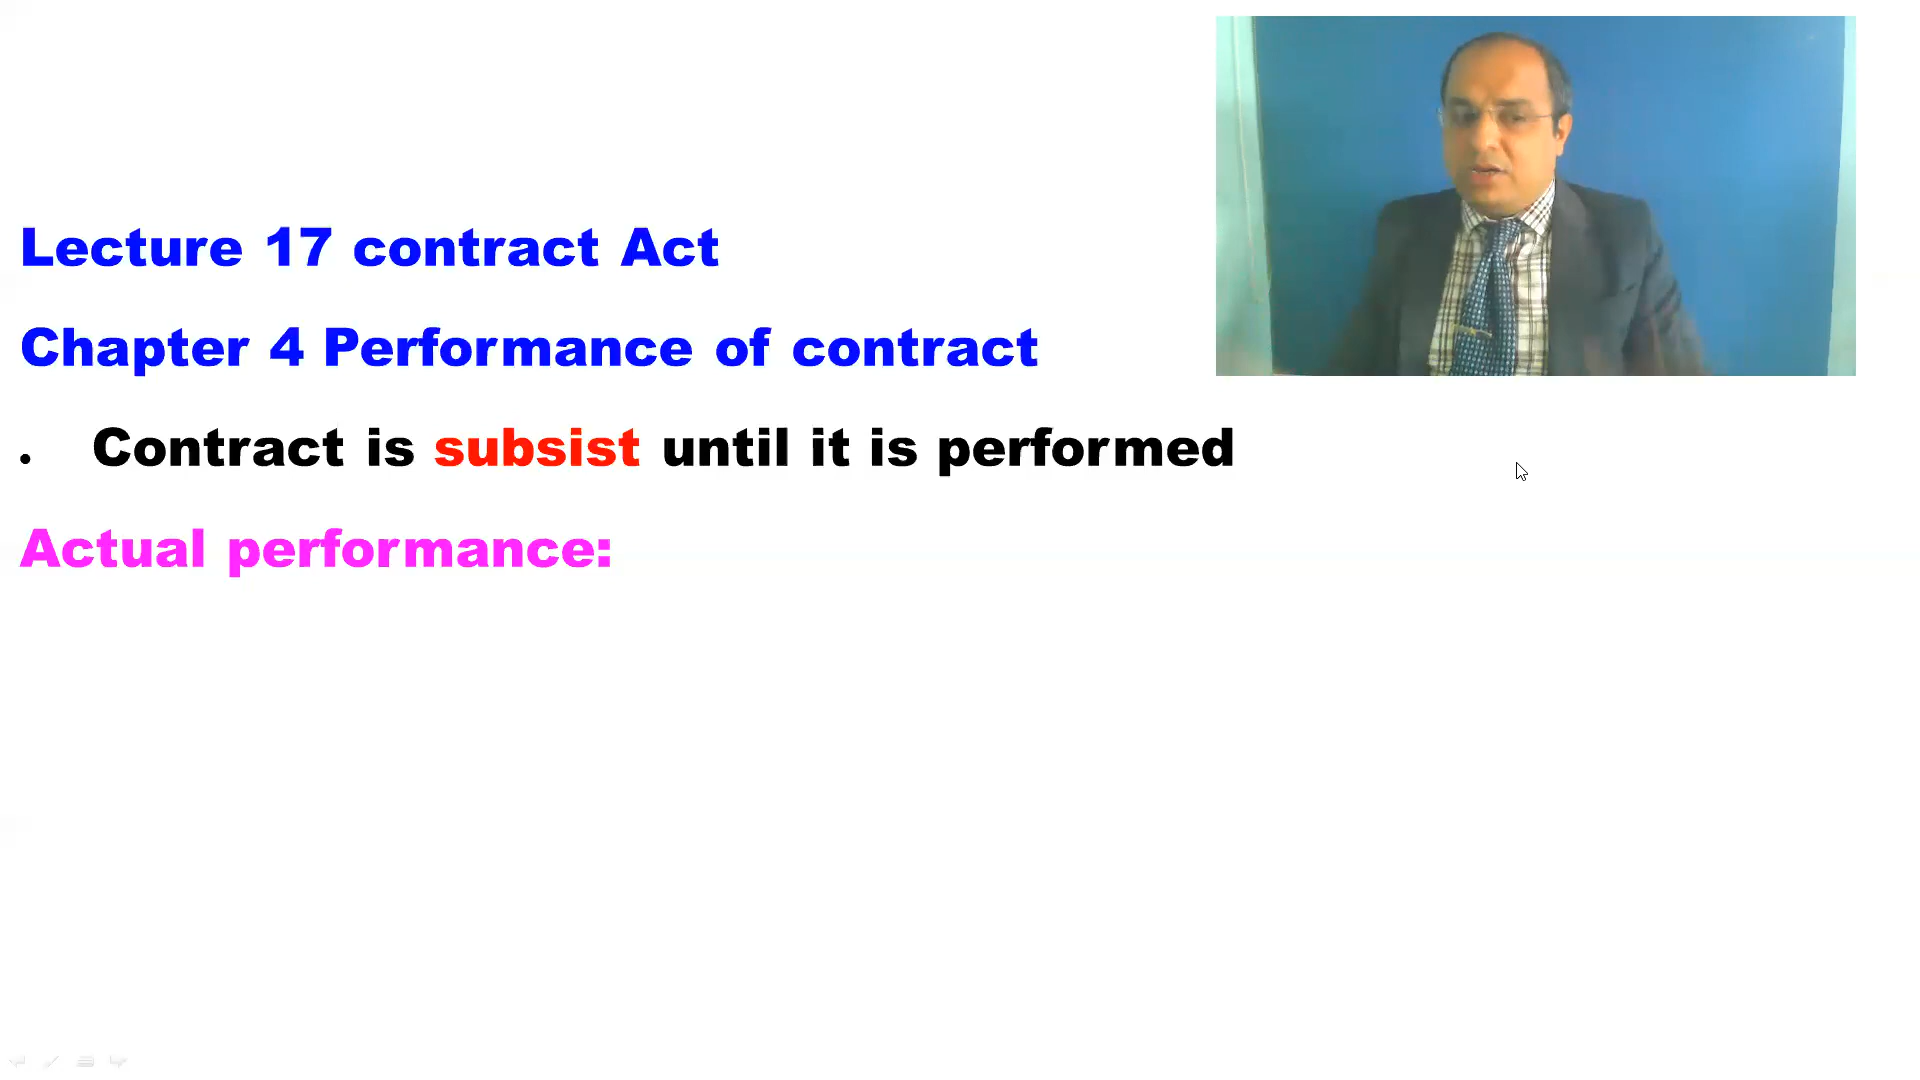 Lecture 17 contract Act
Chapter 4 Performance of contract
• Contract is subsist until it is performed
Actual performance: